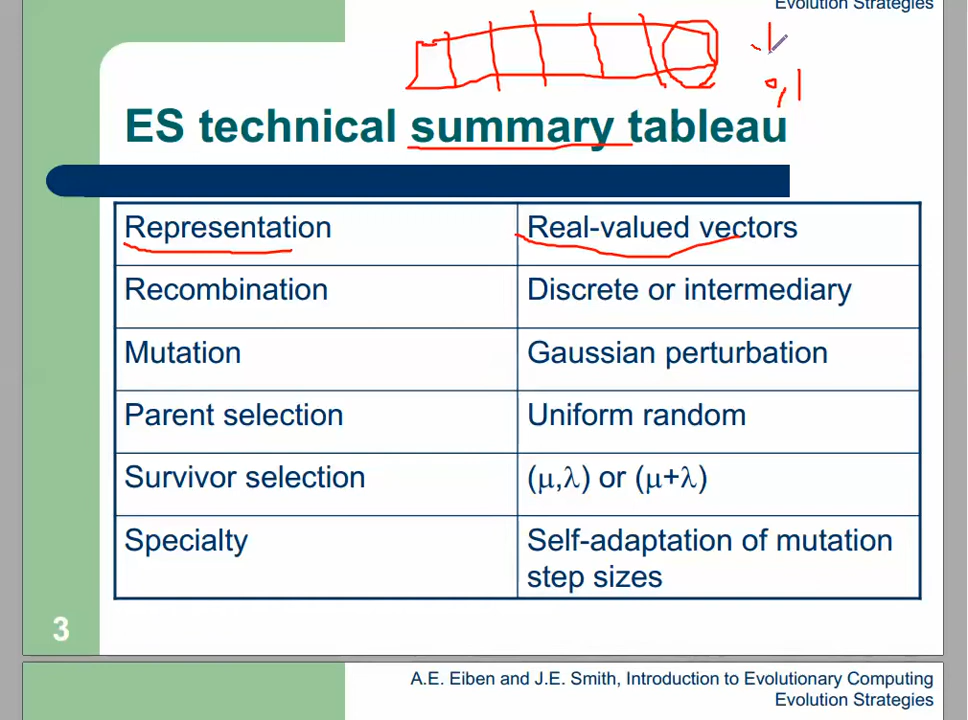 Evolution Strategies
0,1
ES technical summary tableau
Representation Real-valued vectors
Recombination Discrete or intermediary
Mutation Gaussian perturbation
Parent selection Uniform random
Survivor selection (μ,λ) or (μ+λ)
Specialty Self-adaptation of mutation
step sizes
3
A.E. Eiben and J.E. Smith, Introduction to Evolutionary Computing
Evolution Strategies